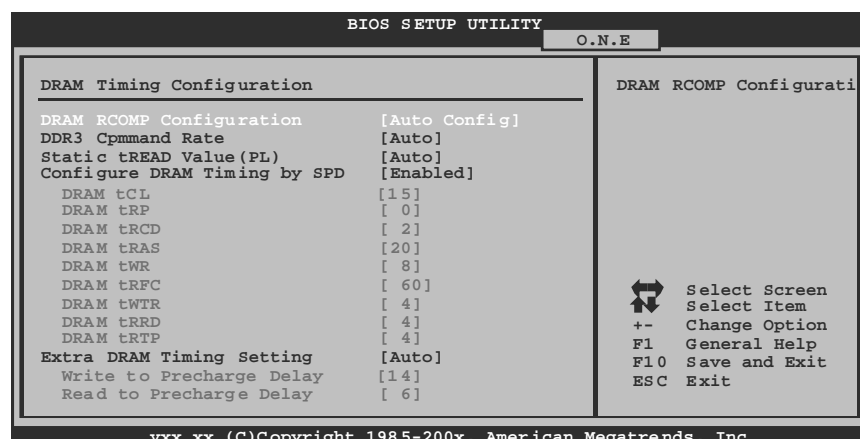 BIOS SETUP UTILITY
O.N.E
DRAM Timing Configuration
DRAM RCOMP Configuration [Auto Config]
DDR3 Cpmmand Rate [Auto]
Static tREAD Value(PL) [Auto]
Configure DRAM Timing by SPD [Enabled]
DRAM tCL [15]
DRAM tRP [ 0]
DRAM tRCD [ 2]
DRAM tRAS [20]
DRAM tWR [ 8]
DRAM tRFC [ 60]
DRAM tWTR [ 4]
DRAM tRRD [ 4]
DRAM tRTP [ 4]
Extra DRAM Timing Setting [Auto]
Write to Precharge Delay [14]
Read to Precharge Delay [ 6]
DRAM RCOMP Configurati
Select Screen
Select Item
+- Change Option
F1 General Help
F10 Save and Exit
ESC Exit
vxx.xx (C)Copyright 1985-200x, American Megatrends, Inc.